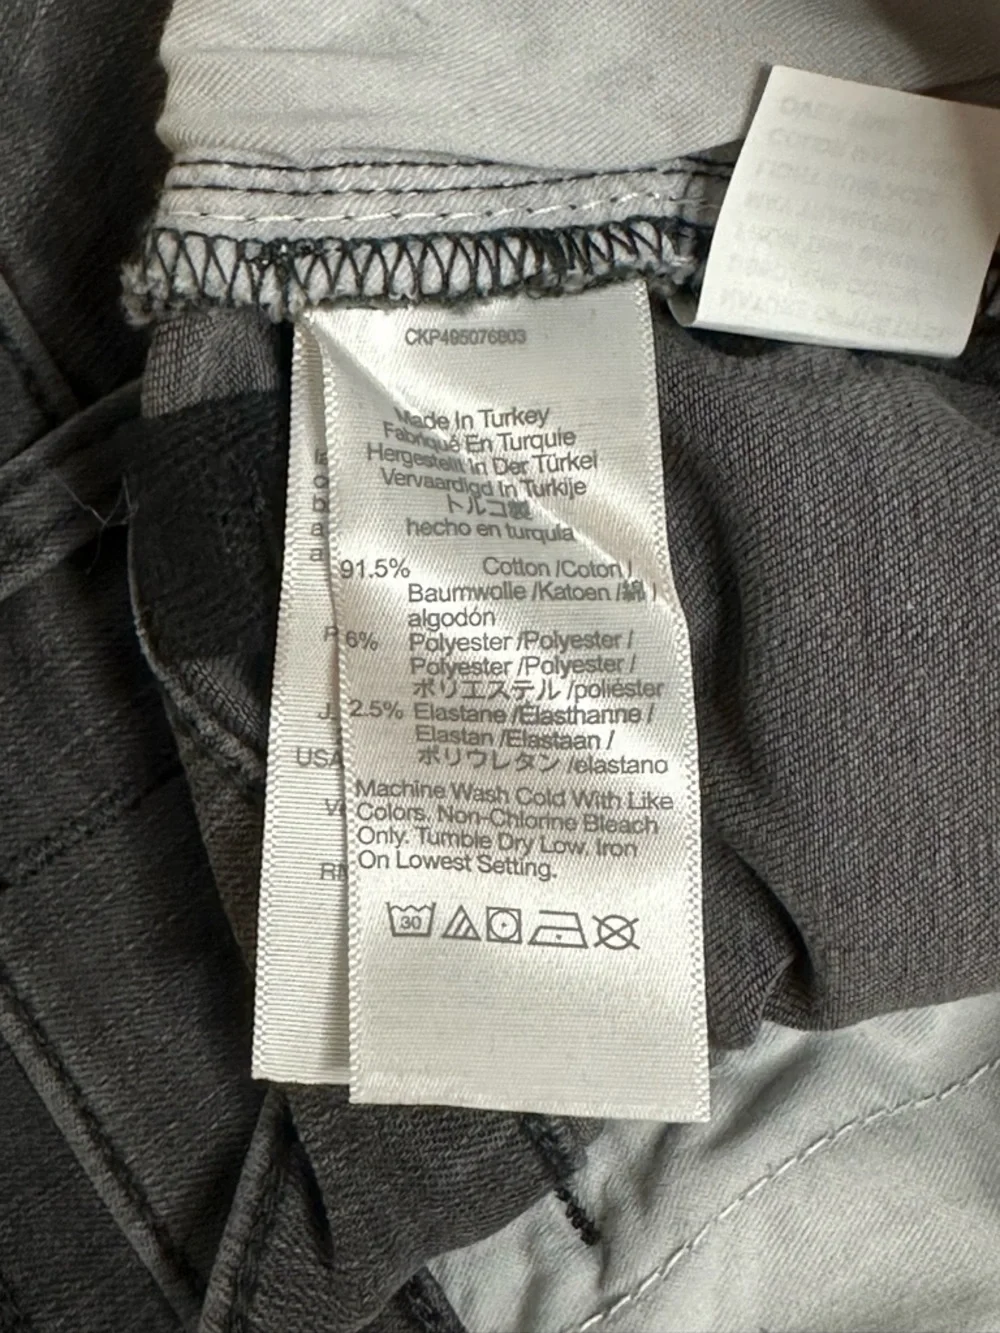 CKP495076803
Made In Turkey
Fabriqué En Turquie
Hergestellt in Der Türkei
Vervaardigd In Turkije
トルコ製
hecho en turquía
91.5% Cotton /Coton /
Baumwolle /Katoen /綿 /
algodón
6% Polyester /Polyester /
Polyester /Polyester /
ポリエステル /poliéster
2.5% Elastane /Elasthanne /
Elastan /Elastaan /
ポリウレタン /elastano
Machine Wash Cold With Like
Colors. Non-Chlorine Bleach
Only. Tumble Dry Low. Iron
On Lowest Setting.
30
USA